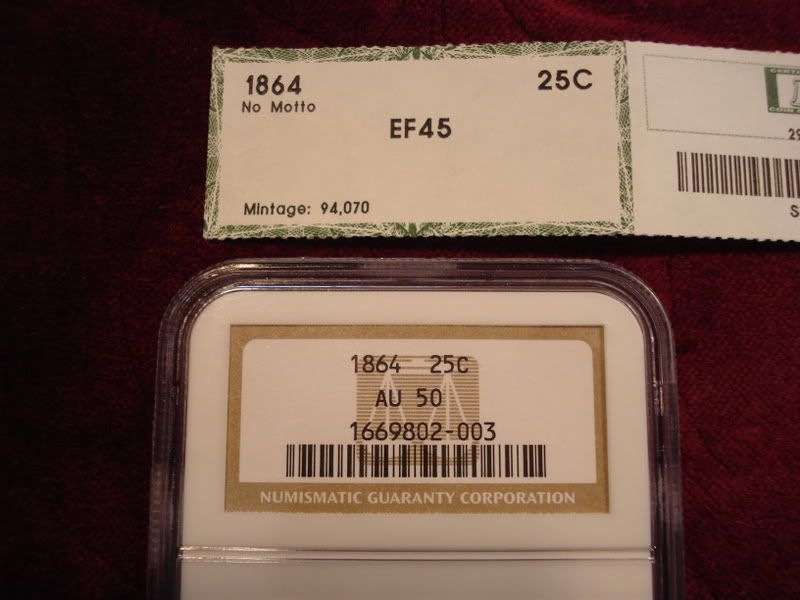 1864 25C
No Motto
EF45
Mintage: 94,070
1864 25C
AU 50
1669802-003
NUMISMATIC GUARANTY CORPORATION